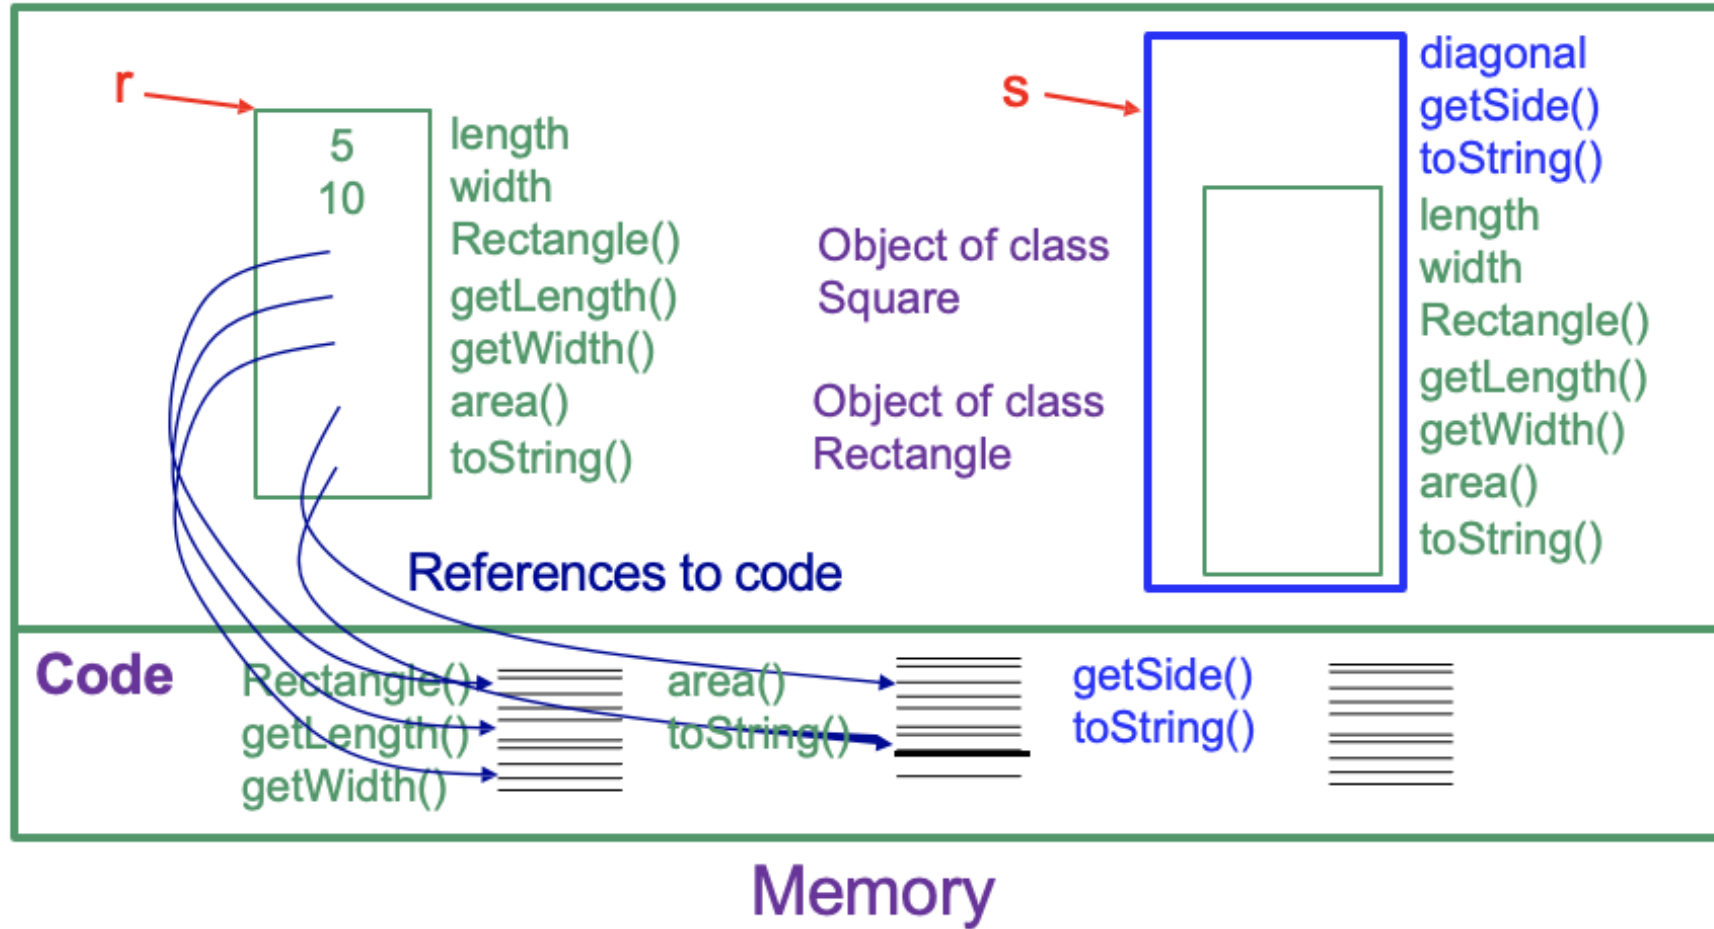 r
5
10
length
width
Rectangle()
getLength()
getWidth()
area()
toString()
Object of class
Square
Object of class
Rectangle
s
diagonal
getSide()
toString()
length
width
Rectangle()
getLength()
getWidth()
area()
toString()
References to code
Code
Rectangle()
getLength()
getWidth()
area()
toString()
getSide()
toString()
Memory